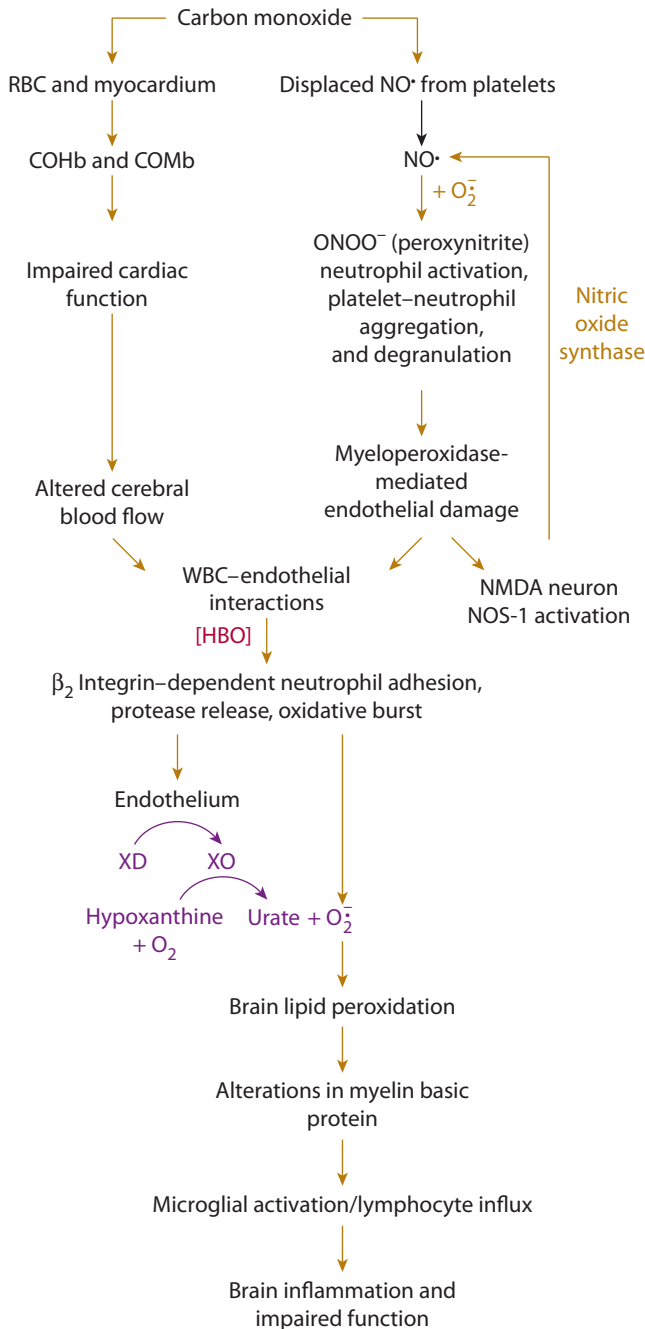 Carbon monoxide
RBC and myocardium
Displaced NO• from platelets
COHb and COMb
NO•
+ O₂•̄
Impaired cardiac
function
ONOO⁻ (peroxynitrite)
neutrophil activation,
platelet–neutrophil
aggregation,
and degranulation
Nitric
oxide
synthase
Altered cerebral
blood flow
Myeloperoxidase-
mediated
endothelial damage
WBC–endothelial
interactions
NMDA neuron
NOS-1 activation
[HBO]
β₂ Integrin–dependent neutrophil adhesion,
protease release, oxidative burst
Endothelium
XD
XO
Hypoxanthine
+ O₂
Urate + O₂•̄
Brain lipid peroxidation
Alterations in myelin basic
protein
Microglial activation/lymphocyte influx
Brain inflammation and
impaired function